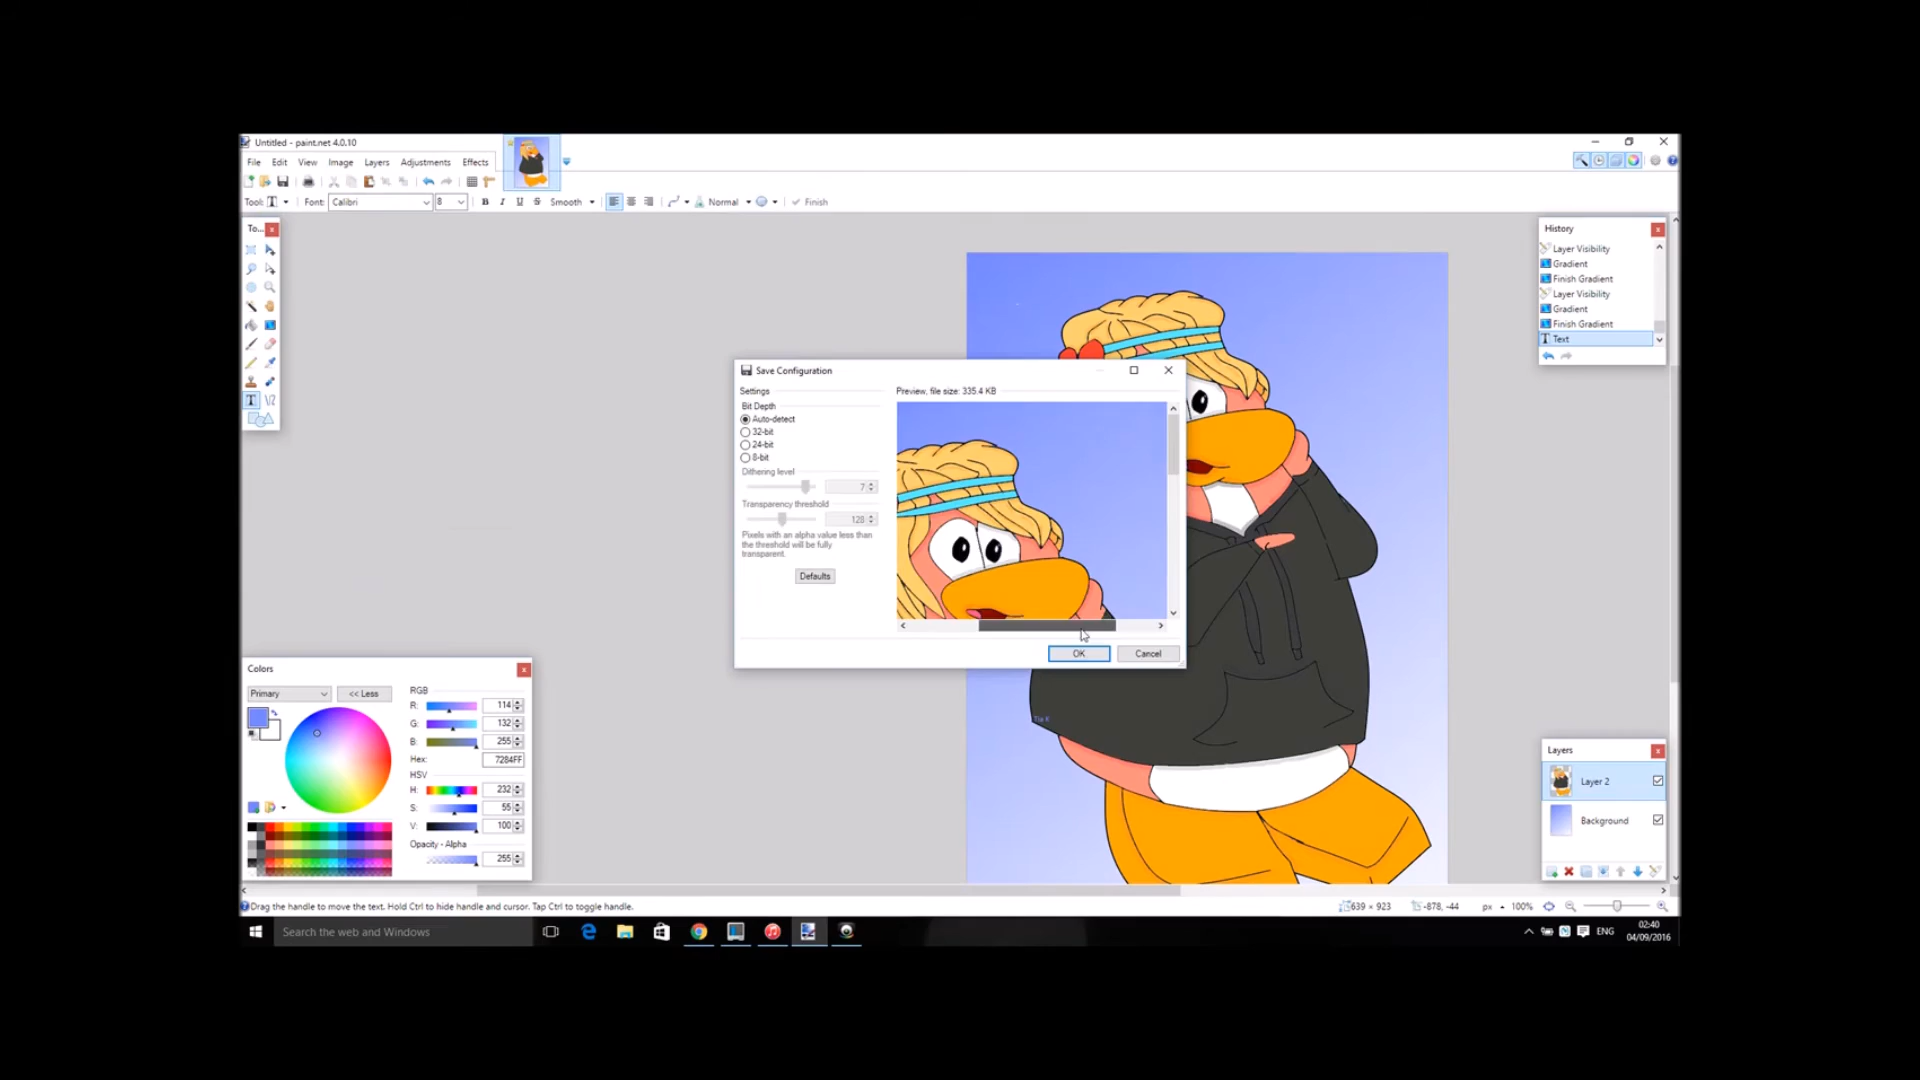 Untitled - paint.net 4.0.10
File Edit View Image Layers Adjustments Effects
Tool: Font: Calibri 8 B I U S Smooth Normal Finish
To...
History
Layer Visibility
Gradient
Finish Gradient
Layer Visibility
Gradient
Finish Gradient
Text
Save Configuration
Settings
Bit Depth
Auto-detect
32-bit
24-bit
8-bit
Dithering level
7
Transparency threshold
128
Pixels with an alpha value less than
the threshold will be fully
transparent.
Defaults
Preview, file size: 335.4 KB
OK Cancel
Colors
Primary << Less
RGB
R: 114
G: 132
B: 255
Hex: 7284FF
HSV
H: 232
S: 55
V: 100
Opacity - Alpha
255
Layers
Layer 2
Background
Drag the handle to move the text. Hold Ctrl to hide handle and cursor. Tap Ctrl to toggle handle.
639 × 923 -878, -44 px 100%
Search the web and Windows
ENG
02:40
04/09/2016